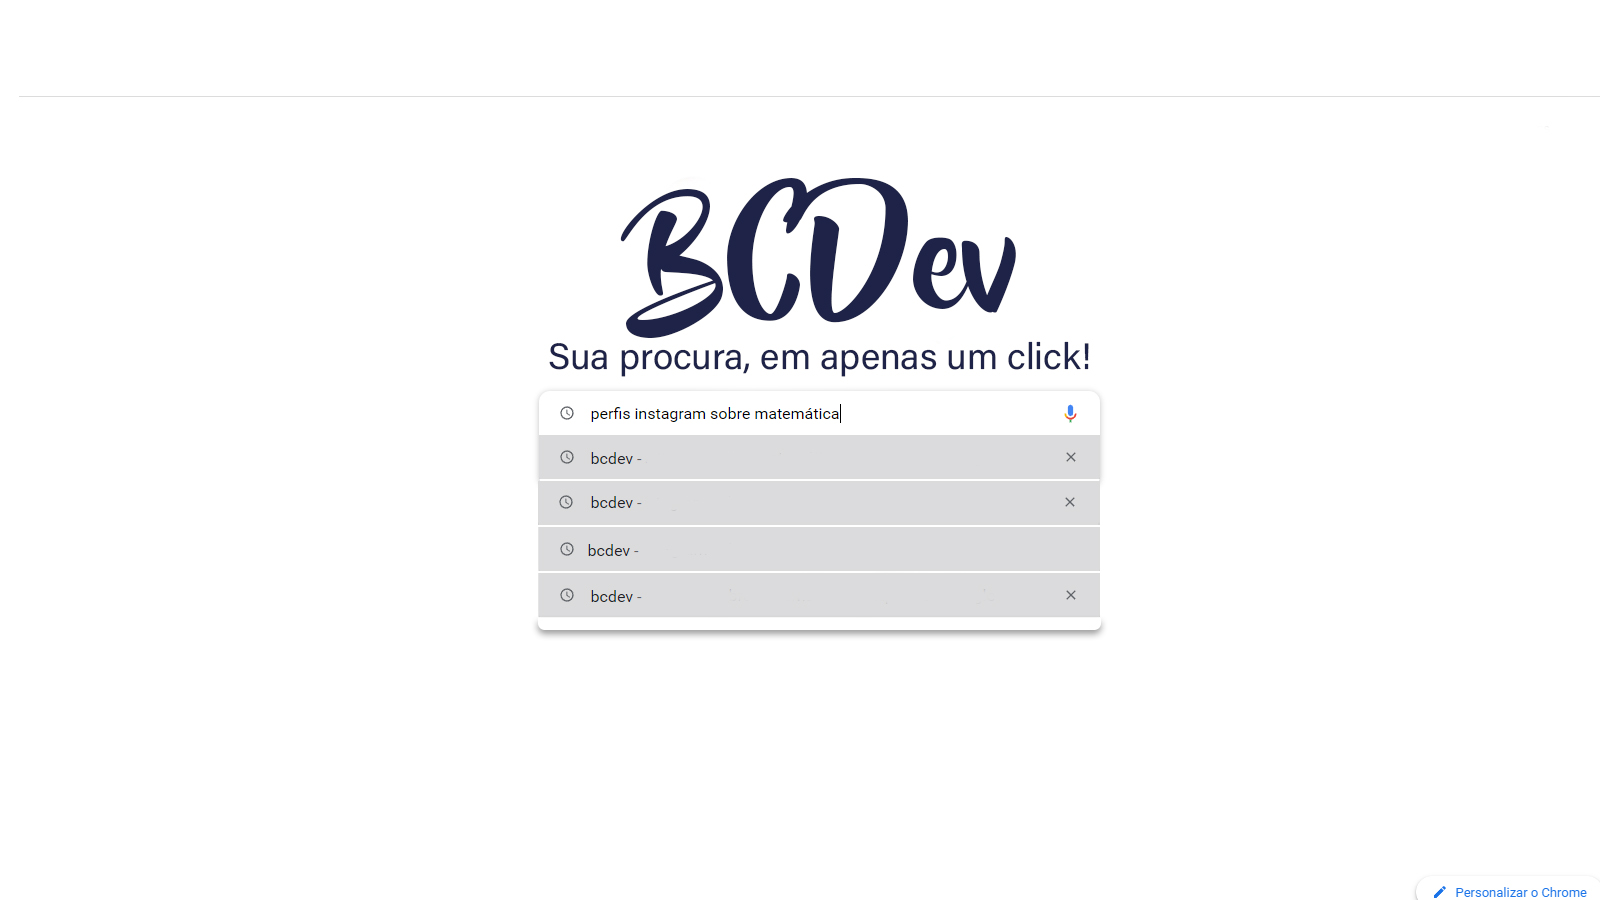 BCDev
Sua procura, em apenas um click!
perfis instagram sobre matemática
bcdev -
bcdev -
bcdev -
bcdev -
Personalizar o Chrome